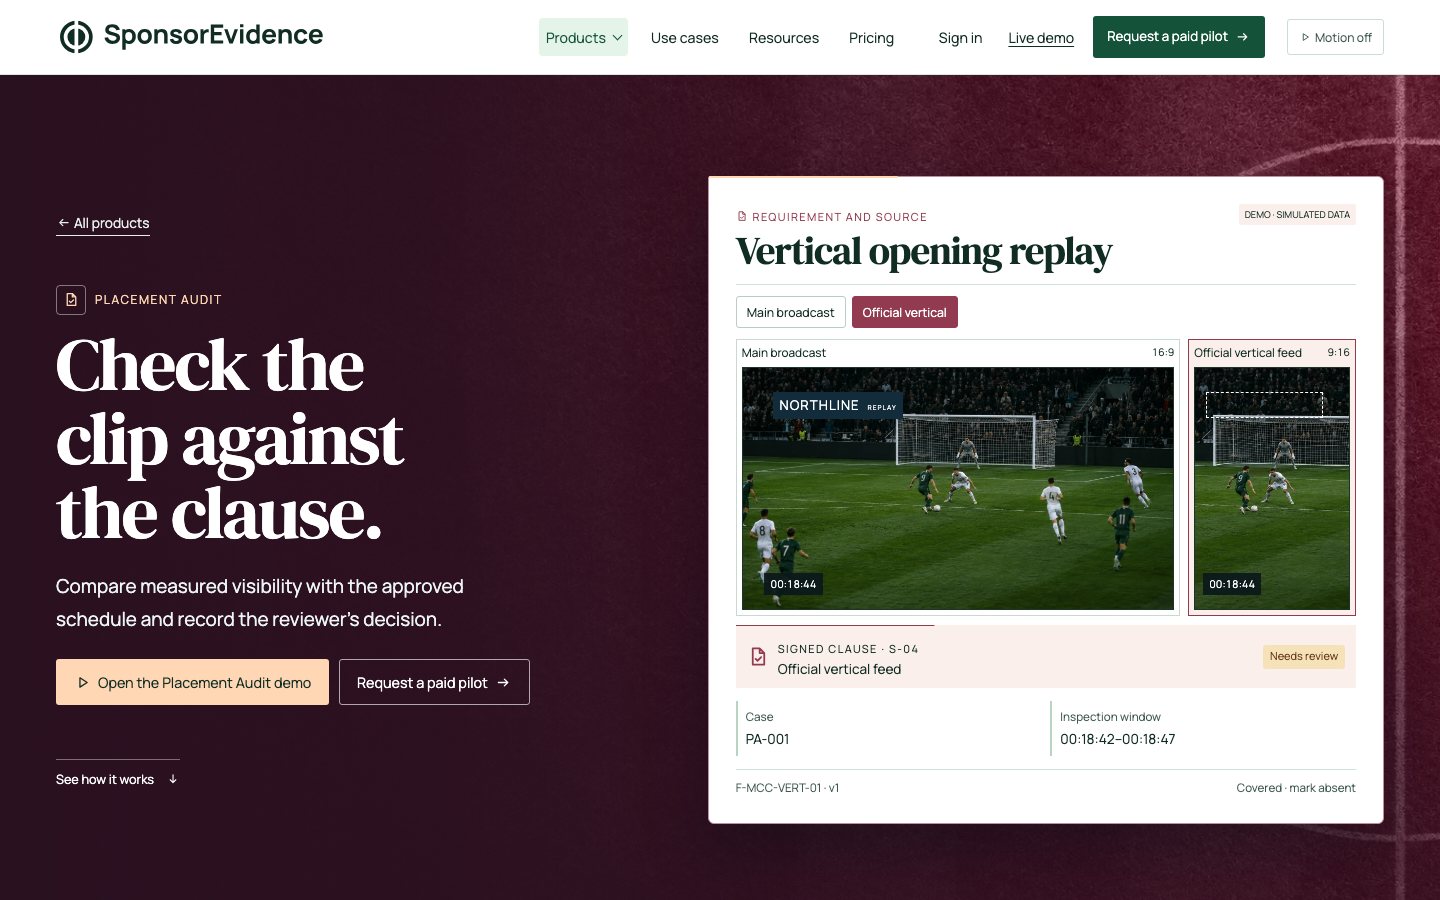 SponsorEvidence
Products
Use cases
Resources
Pricing
Sign in
Live demo
Request a paid pilot →
Motion off
← All products
PLACEMENT AUDIT
Check the
clip against
the clause.
Compare measured visibility with the approved
schedule and record the reviewer's decision.
Open the Placement Audit demo
Request a paid pilot →
See how it works ↓
REQUIREMENT AND SOURCE
DEMO · SIMULATED DATA
Vertical opening replay
Main broadcast
Official vertical
Main broadcast 16:9
NORTHLINE REPLAY
00:18:44
Official vertical feed 9:16
00:18:44
SIGNED CLAUSE · S-04
Official vertical feed
Needs review
Case
PA-001
Inspection window
00:18:42–00:18:47
F-MCC-VERT-01 · v1
Covered · mark absent